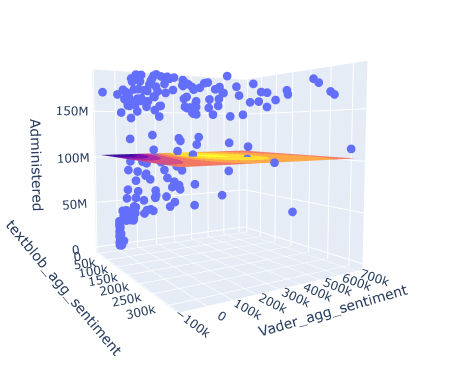 150M
100M
50M
0
Administered
0
50k
100k
150k
200k
250k
300k
textblob_agg_sentiment
−100k
0
100k
200k
300k
400k
500k
600k
700k
Vader_agg_sentiment